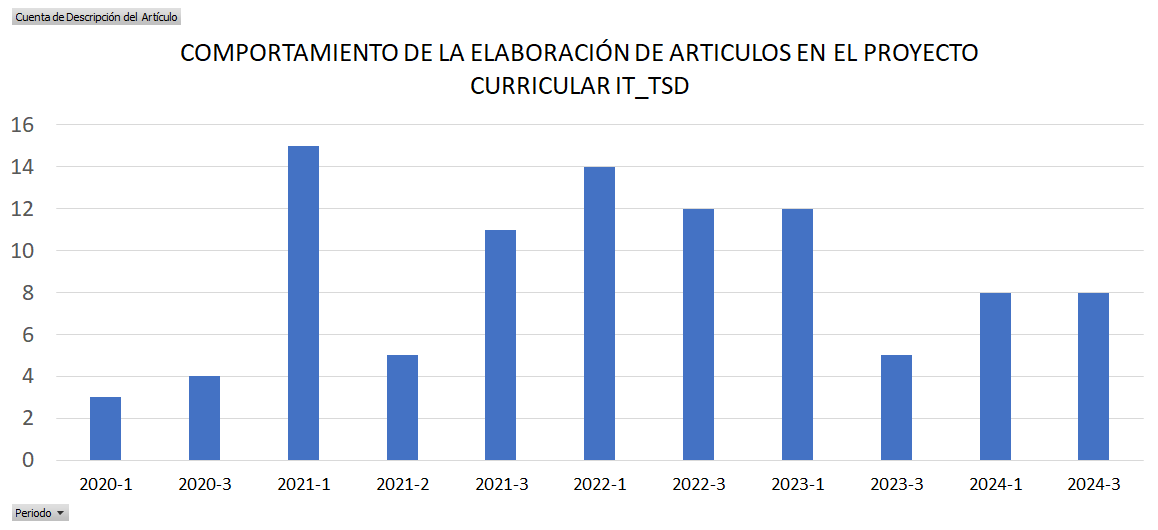 Cuenta de Descripción del Artículo
COMPORTAMIENTO DE LA ELABORACIÓN DE ARTICULOS EN EL PROYECTO
CURRICULAR IT_TSD
16
14
12
10
8
6
4
2
0
2020-1 2020-3 2021-1 2021-2 2021-3 2022-1 2022-3 2023-1 2023-3 2024-1 2024-3
Periodo